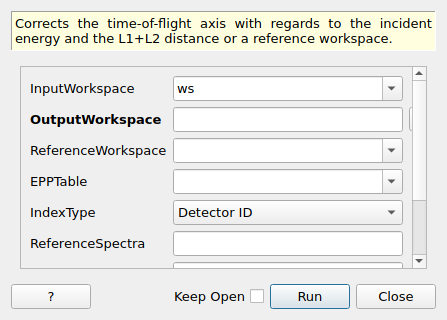 Corrects the time-of-flight axis with regards to the incident
energy and the L1+L2 distance or a reference workspace.
InputWorkspace ws
OutputWorkspace
ReferenceWorkspace
EPPTable
IndexType Detector ID
ReferenceSpectra
? Keep Open Run Close